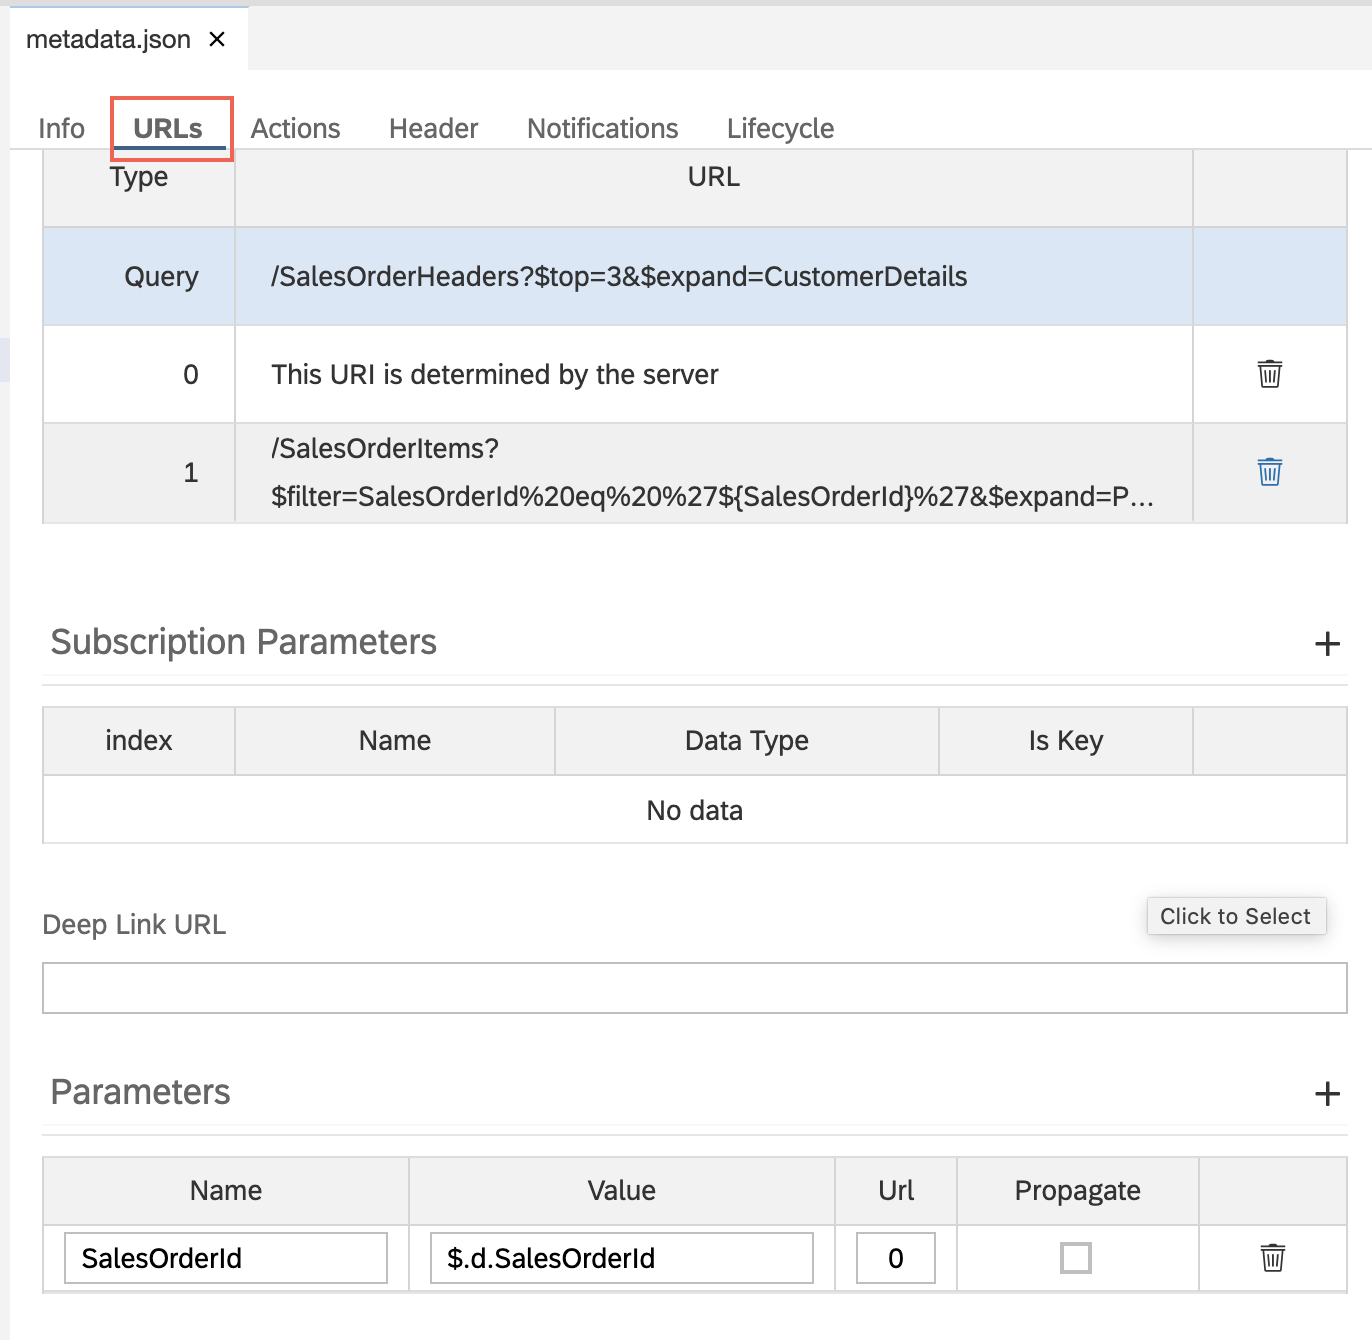 metadata.json ×
Info URLs Actions Header Notifications Lifecycle
Type URL
Query /SalesOrderHeaders?$top=3&$expand=CustomerDetails
0 This URI is determined by the server
/SalesOrderItems?
1 $filter=SalesOrderId%20eq%20%27${SalesOrderId}%27&$expand=P...
Subscription Parameters +
index Name Data Type Is Key
No data
Deep Link URL Click to Select
Parameters +
Name Value Url Propagate
SalesOrderId $.d.SalesOrderId 0